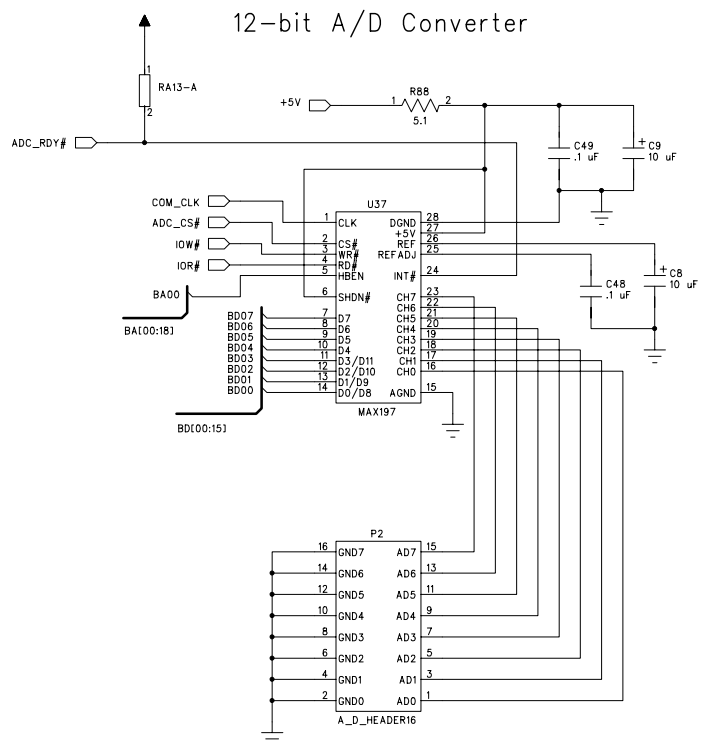 12-bit A/D Converter
1
RA13-A
2
+5V
1
R88
2
5.1
ADC_RDY#
C49
.1 uF
+
C9
10 uF
COM_CLK
ADC_CS#
IOW#
IOR#
BA00
BA[00:18]
U37
1 CLK
2 CS#
3 WR#
4 RD#
5 HBEN
6 SHDN#
7 D7
8 D6
9 D5
10 D4
11 D3/D11
12 D2/D10
13 D1/D9
14 D0/D8
DGND 28
+5V 27
REF 26
REFADJ 25
INT# 24
CH7 23
CH6 22
CH5 21
CH4 20
CH3 19
CH2 18
CH1 17
CH0 16
AGND 15
MAX197
C48
.1 uF
+
C8
10 uF
BD07
BD06
BD05
BD04
BD03
BD02
BD01
BD00
BD[00:15]
P2
16 GND7 AD7 15
14 GND6 AD6 13
12 GND5 AD5 11
10 GND4 AD4 9
8 GND3 AD3 7
6 GND2 AD2 5
4 GND1 AD1 3
2 GND0 AD0 1
A_D_HEADER16